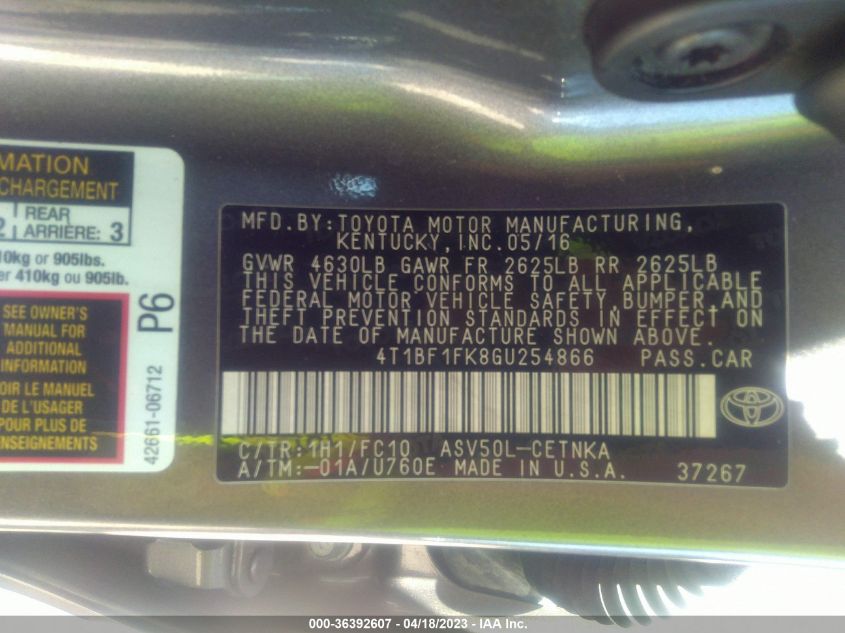 MATION
CHARGEMENT
REAR
2 ARRIÈRE: 3
10kg or 905lbs.
er 410kg ou 905lb.
SEE OWNER'S
MANUAL FOR
ADDITIONAL
INFORMATION
OIR LE MANUEL
DE L'USAGER
POUR PLUS DE
ENSEIGNEMENTS
P6
42661-06712
MFD.BY:TOYOTA MOTOR MANUFACTURING,
KENTUCKY,INC.05/16
GVWR 4630LB GAWR FR 2625LB RR 2625LB
THIS VEHICLE CONFORMS TO ALL APPLICABLE
FEDERAL MOTOR VEHICLE SAFETY,BUMPER,AND
THEFT PREVENTION STANDARDS IN EFFECT ON
THE DATE OF MANUFACTURE SHOWN ABOVE.
4T1BF1FK8GU254866 PASS.CAR
C/TR:1H1/FC10 ASV50L-CETNKA
A/TM:-01A/U760E MADE IN U.S.A. 37267
000-36392607 - 04/18/2023 - IAA Inc.